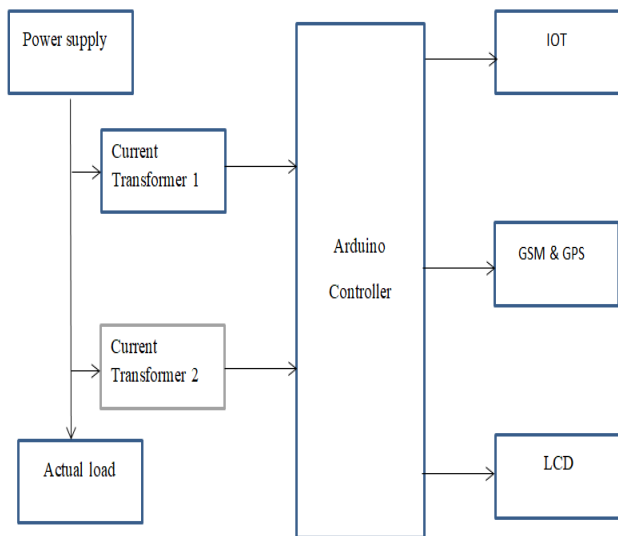 Power supply
IOT
Current
Transformer 1
Arduino
Controller
GSM & GPS
Current
Transformer 2
Actual load
LCD